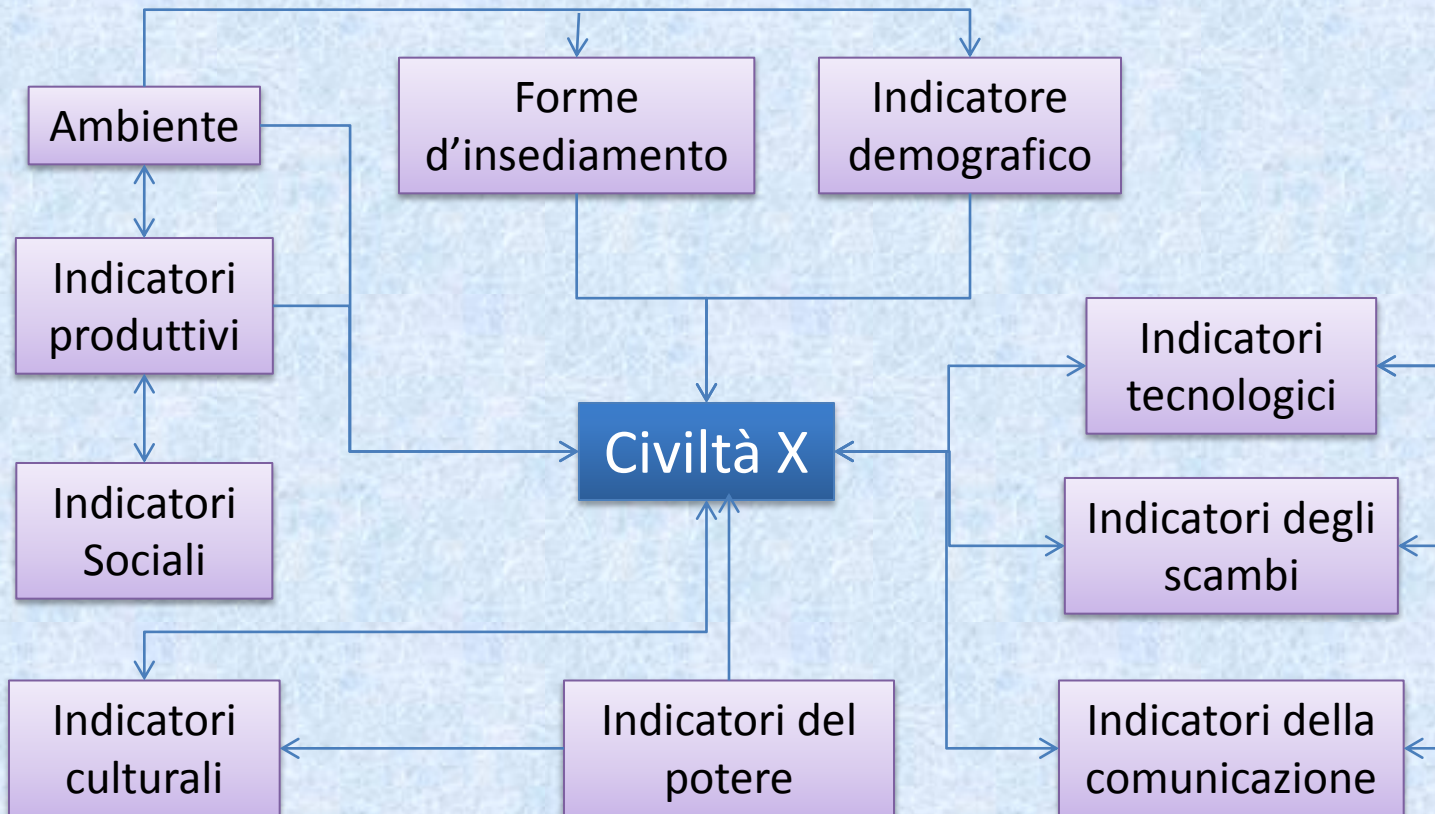 Ambiente
Forme
d’insediamento
Indicatore
demografico
Indicatori
produttivi
Indicatori
tecnologici
Civiltà X
Indicatori
Sociali
Indicatori degli
scambi
Indicatori
culturali
Indicatori del
potere
Indicatori della
comunicazione